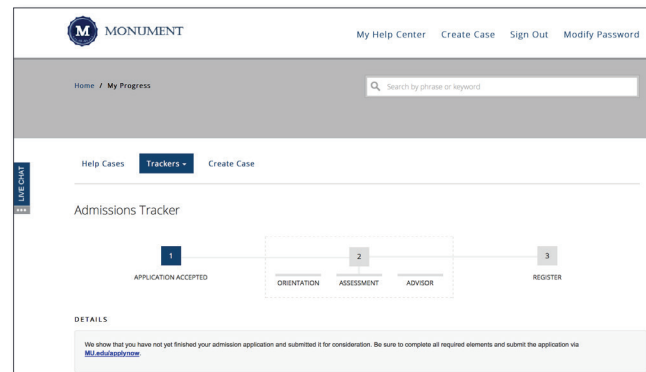 M MONUMENT
My Help Center Create Case Sign Out Modify Password
Home / My Progress
Search by phrase or keyword
Help Cases Trackers Create Case
LIVE CHAT
Admissions Tracker
1 2 3
APPLICATION ACCEPTED ORIENTATION ASSESSMENT ADVISOR REGISTER
DETAILS
We show that you have not yet finished your admission application and submitted it for consideration. Be sure to complete all required elements and submit the application via
MU.edu/applynow.